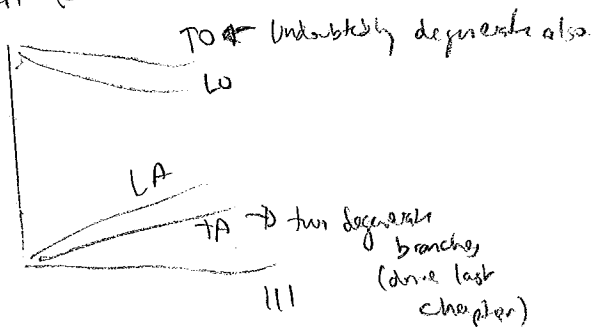 TO ← Undoubtedly degenerate also.
LO
LA
TA → two degenerate
branches
(done last
chapter)
111